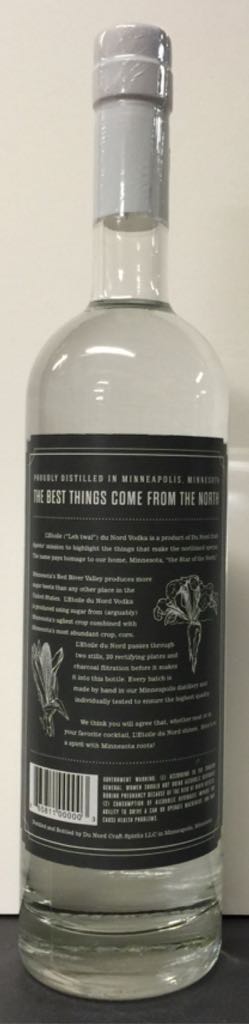 PROUDLY DISTILLED IN MINNEAPOLIS, MINNESOTA
THE BEST THINGS COME FROM THE NORTH
L'Etoile ("Leh twal") du Nord Vodka is a product of Du Nord Craft
Spirits' mission to highlight the things that make the northland special.
The name pays homage to our home, Minnesota, "the Star of the North"
Minnesota's Red River Valley produces more
sugar beets than any other place in the
United States. L'Etoile du Nord Vodka
is produced using sugar from (arguably)
Minnesota's ugliest crop combined with
Minnesota's most abundant crop, corn.
L'Etoile du Nord passes through
two stills, 20 rectifying plates and
charcoal filtration before it makes
it into this bottle. Every batch is
made by hand in our Minneapolis distillery and
individually tested to ensure the highest quality.
We think you will agree that, whether neat or in
your favorite cocktail, L'Etoile du Nord shines.
a spirit with Minnesota roots!
GOVERNMENT WARNING: (1) ACCORDING TO THE SURGEON
GENERAL, WOMEN SHOULD NOT DRINK ALCOHOLIC BEVERAGES
DURING PREGNANCY BECAUSE OF THE RISK OF BIRTH DEFECTS.
(2) CONSUMPTION OF ALCOHOLIC BEVERAGES IMPAIRS YOUR
ABILITY TO DRIVE A CAR OR OPERATE MACHINERY AND MAY
CAUSE HEALTH PROBLEMS.
Distilled and Bottled by Du Nord Craft Spirits LLC in Minneapolis, Minnesota